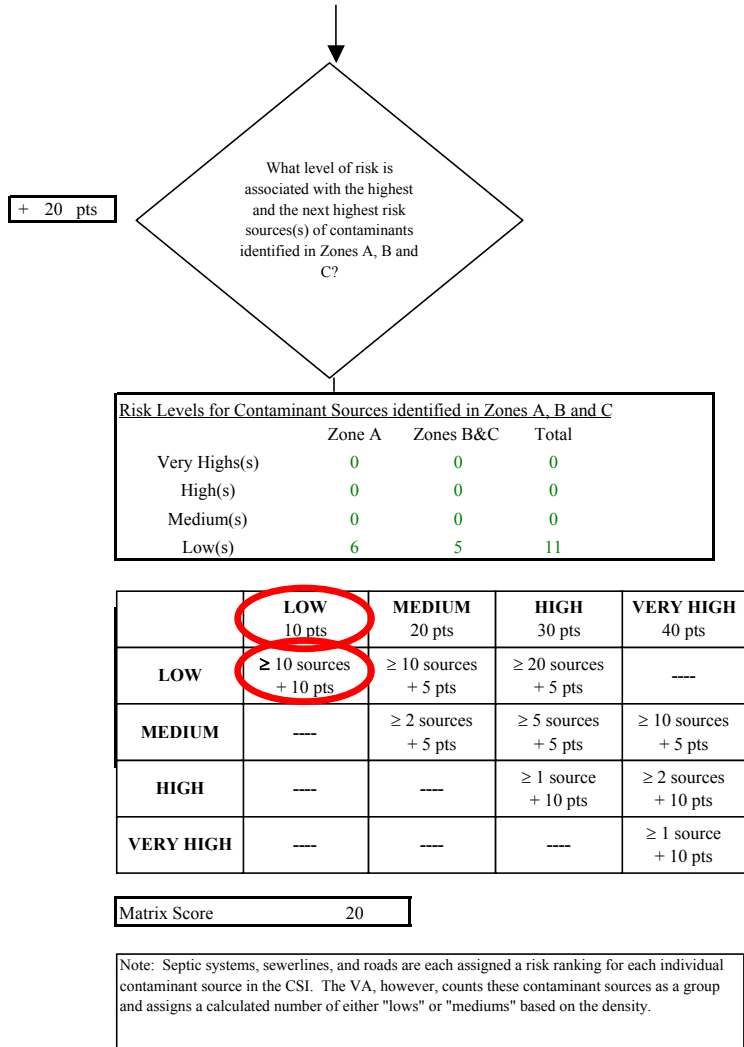 What level of risk is
associated with the highest
and the next highest risk
sources(s) of contaminants
identified in Zones A, B and
C?
+ 20 pts
Risk Levels for Contaminant Sources identified in Zones A, B and C
Zone A Zones B&C Total
Very Highs(s) 0 0 0
High(s) 0 0 0
Medium(s) 0 0 0
Low(s) 6 5 11
LOW MEDIUM HIGH VERY HIGH
10 pts 20 pts 30 pts 40 pts
LOW ≥ 10 sources ≥ 10 sources ≥ 20 sources ----
+ 10 pts + 5 pts + 5 pts
MEDIUM ---- ≥ 2 sources ≥ 5 sources ≥ 10 sources
+ 5 pts + 5 pts + 5 pts
HIGH ---- ---- ≥ 1 source ≥ 2 sources
+ 10 pts + 10 pts
VERY HIGH ---- ---- ---- ≥ 1 source
+ 10 pts
Matrix Score 20
Note: Septic systems, sewerlines, and roads are each assigned a risk ranking for each individual
contaminant source in the CSI. The VA, however, counts these contaminant sources as a group
and assigns a calculated number of either "lows" or "mediums" based on the density.